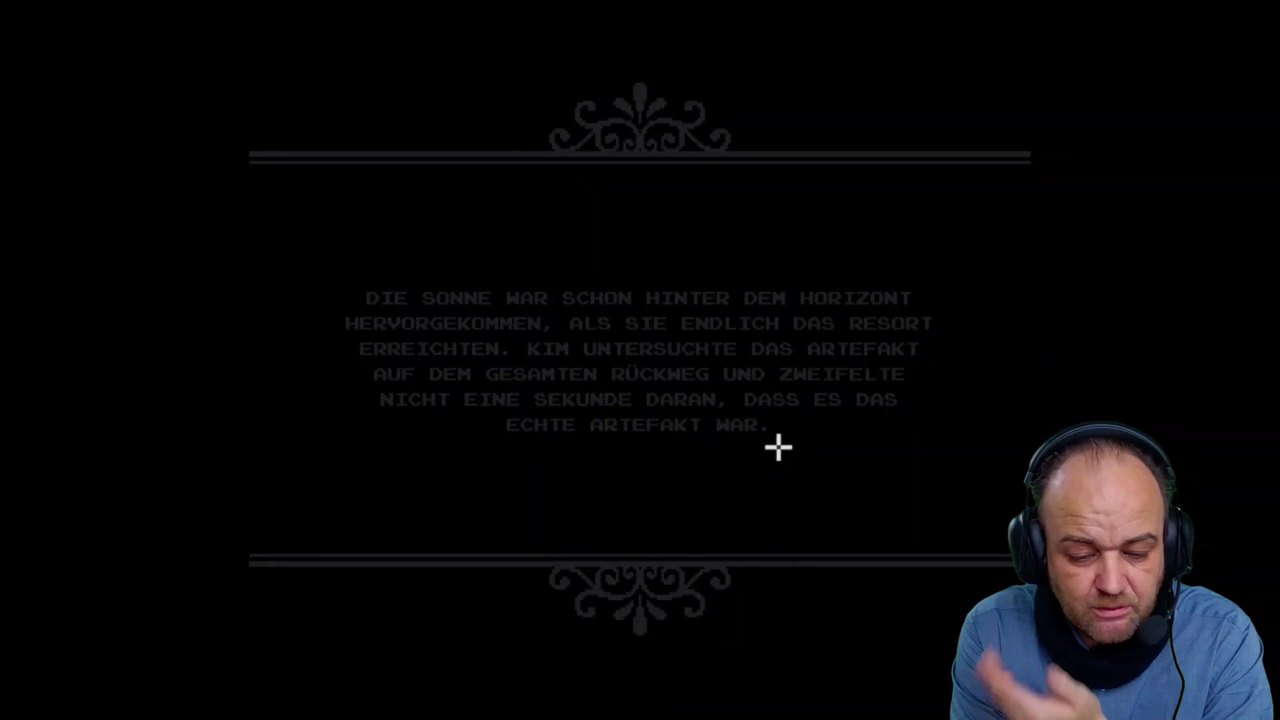 DIE SONNE WAR SCHON HINTER DEM HORIZONT
HERVORGEKOMMEN, ALS SIE ENDLICH DAS RESORT
ERREICHTEN. KIM UNTERSUCHTE DAS ARTEFAKT
AUF DEM GESAMTEN RÜCKWEG UND ZWEIFELTE
NICHT EINE SEKUNDE DARAN, DASS ES DAS
ECHTE ARTEFAKT WAR.